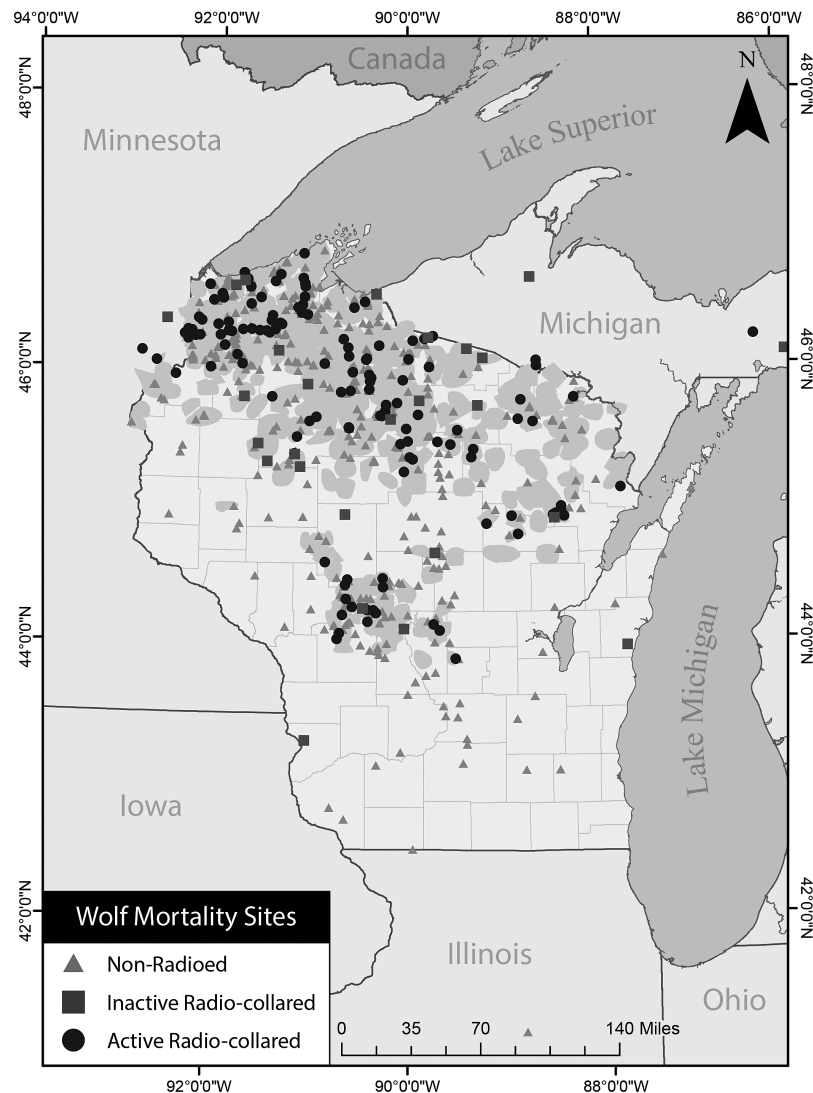 94°0'0"W 92°0'0"W 90°0'0"W 88°0'0"W 86°0'0"W
Canada
N
48°0'0"N
48°0'0"N
Lake Superior
Minnesota
Michigan
46°0'0"N
46°0'0"N
44°0'0"N
44°0'0"N
Lake Michigan
Iowa
42°0'0"N
42°0'0"N
Wolf Mortality Sites
Non-Radioed
Inactive Radio-collared
Active Radio-collared
Illinois
Ohio
0 35 70 140 Miles
92°0'0"W 90°0'0"W 88°0'0"W